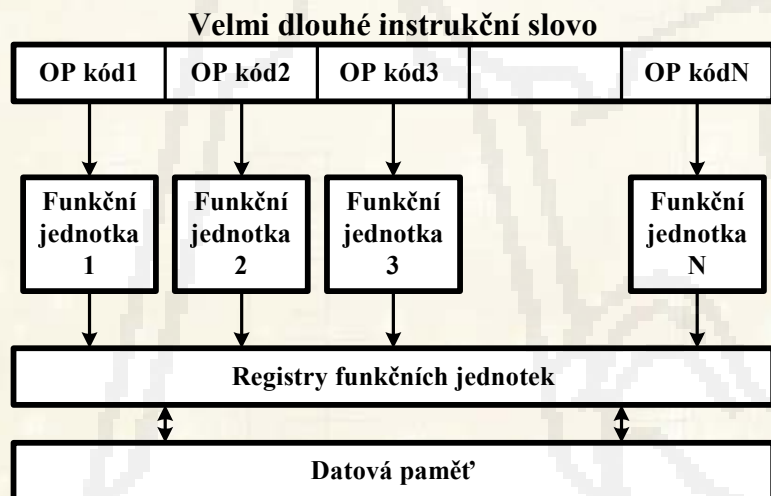 Velmi dlouhé instrukční slovo
OP kód1 OP kód2 OP kód3 OP kódN
Funkční jednotka 1
Funkční jednotka 2
Funkční jednotka 3
Funkční jednotka N
Registry funkčních jednotek
Datová paměť